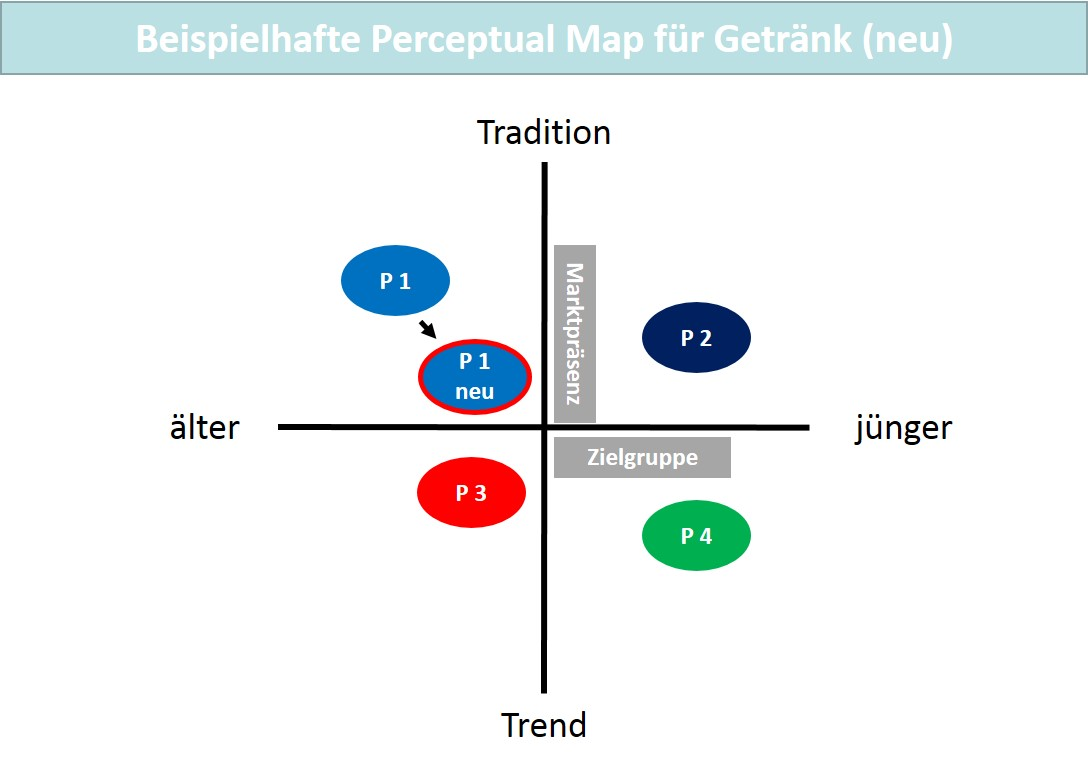 Beispielhafte Perceptual Map für Getränk (neu)
Tradition
P 1
Marktpräsenz
P 2
P 1
neu
älter
jünger
Zielgruppe
P 3
P 4
Trend